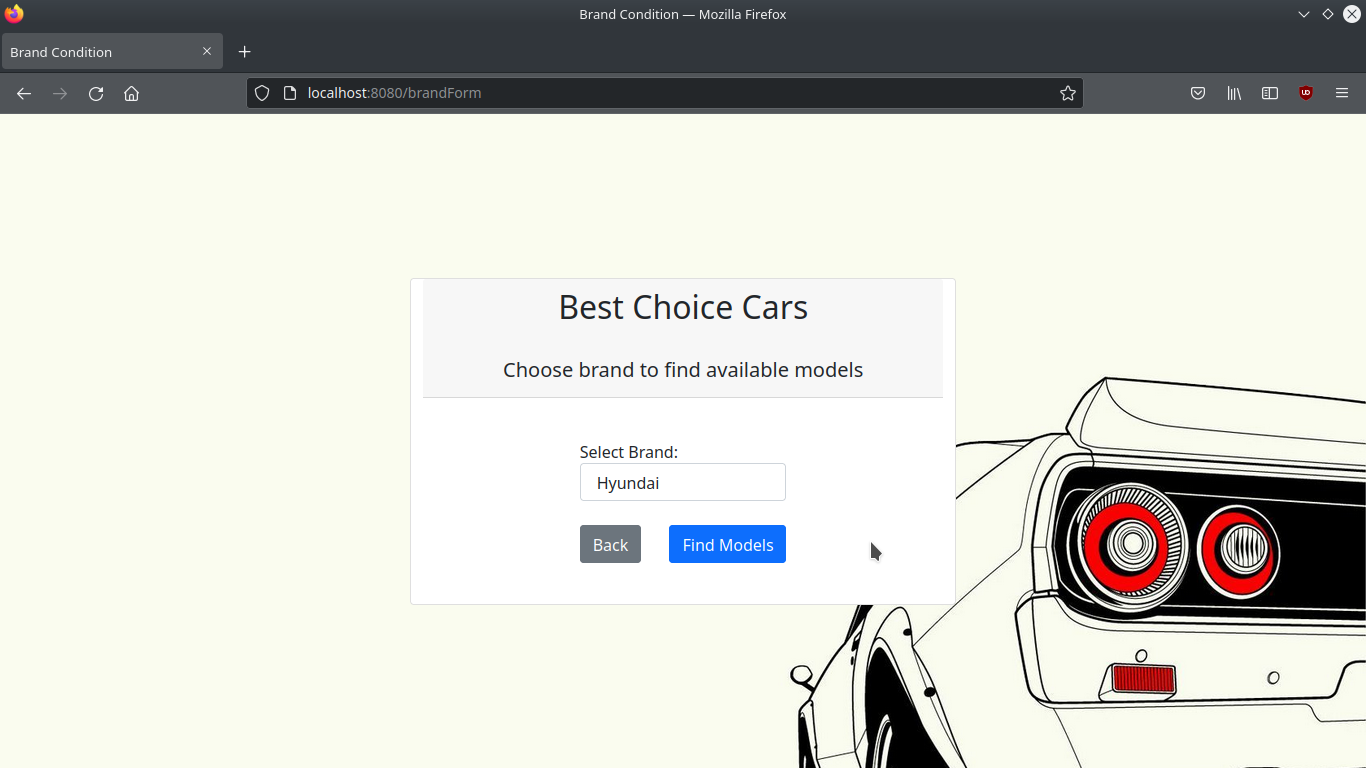 Brand Condition — Mozilla Firefox
Brand Condition
localhost:8080/brandForm
Best Choice Cars
Choose brand to find available models
Select Brand:
Hyundai
Back
Find Models